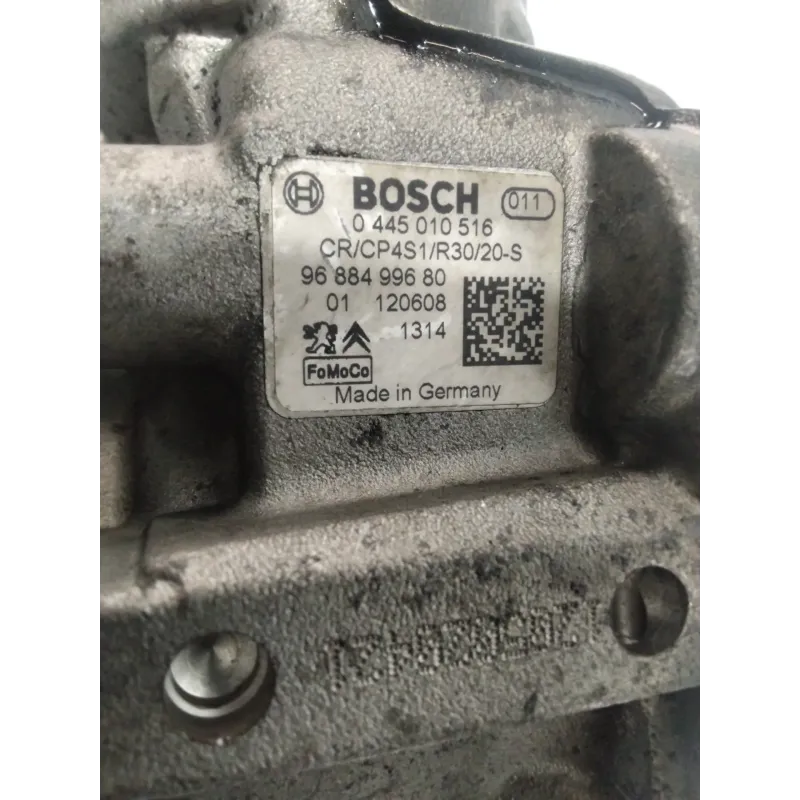 BOSCH 011
0 445 010 516
CR/CP4S1/R30/20-S
96 884 996 80
01 120608
1314
FoMoCo
Made in Germany